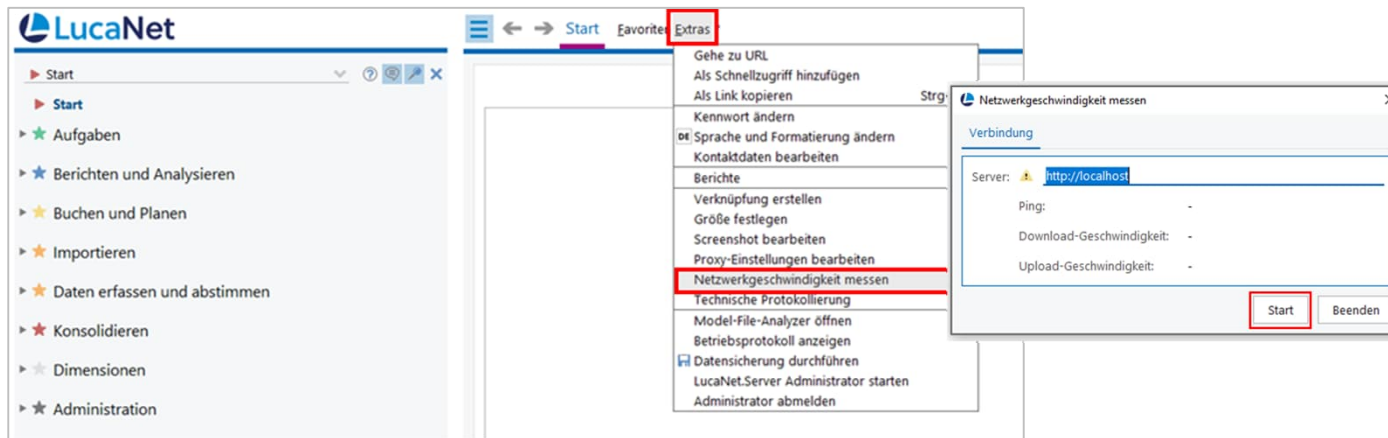 LucaNet
Start
Start
Aufgaben
Berichten und Analysieren
Buchen und Planen
Importieren
Daten erfassen und abstimmen
Konsolidieren
Dimensionen
Administration
Start Favoriten Extras
Gehe zu URL
Als Schnellzugriff hinzufügen
Als Link kopieren Strg-
Kennwort ändern
DE Sprache und Formatierung ändern
Kontaktdaten bearbeiten
Berichte
Verknüpfung erstellen
Größe festlegen
Screenshot bearbeiten
Proxy-Einstellungen bearbeiten
Netzwerkgeschwindigkeit messen
Technische Protokollierung
Model-File-Analyzer öffnen
Betriebsprotokoll anzeigen
Datensicherung durchführen
LucaNet.Server Administrator starten
Administrator abmelden
Netzwerkgeschwindigkeit messen
Verbindung
Server: http://localhost
Ping: -
Download-Geschwindigkeit: -
Upload-Geschwindigkeit: -
Start Beenden